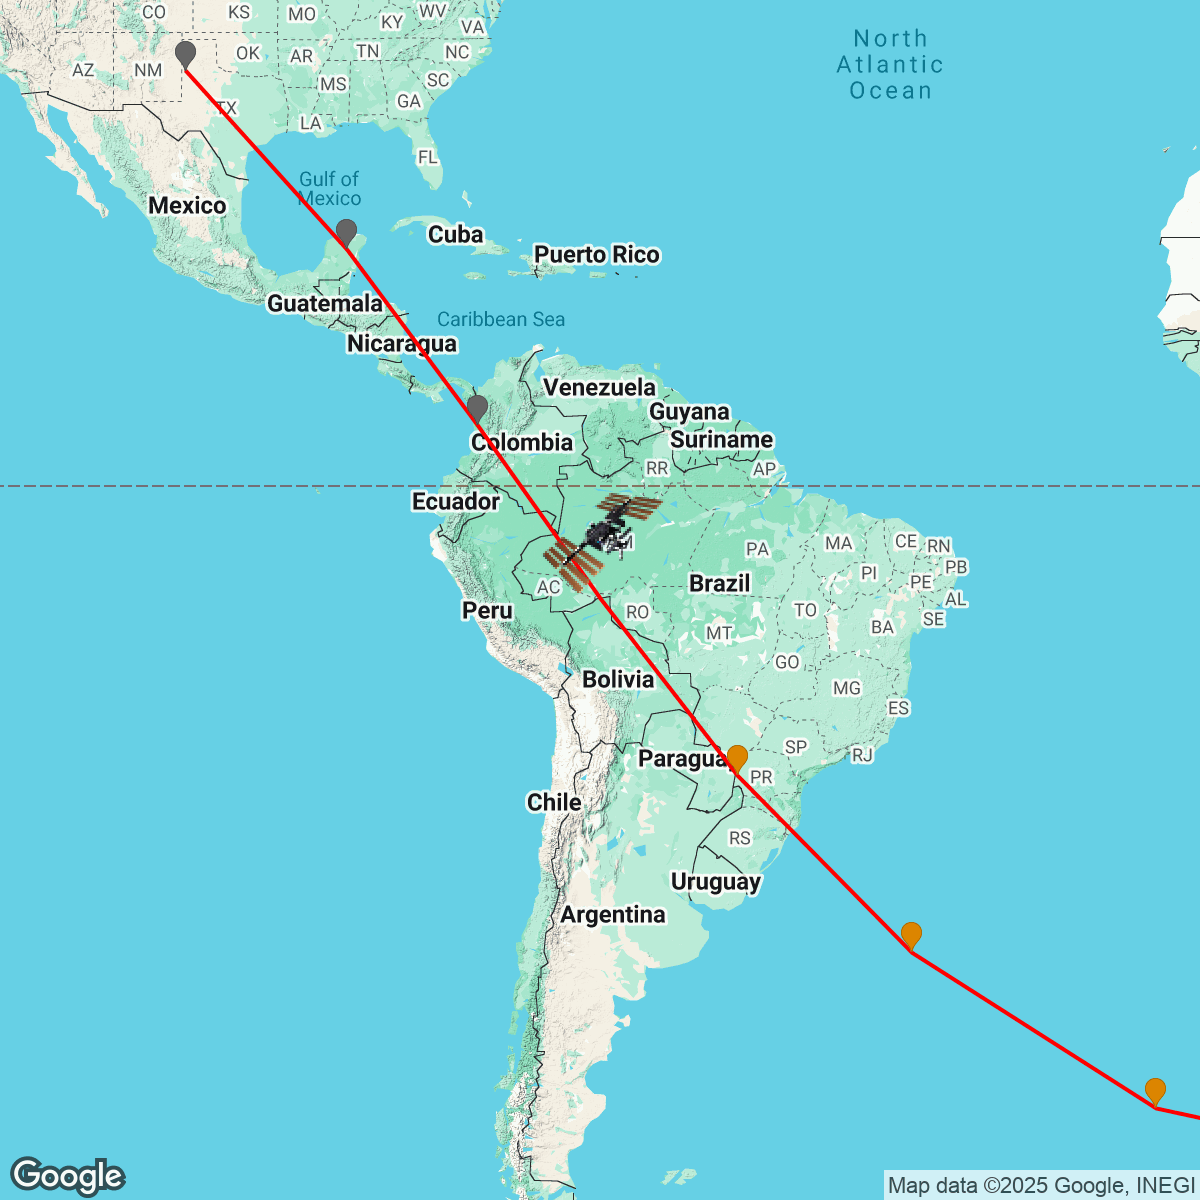 CO
KS
MO
KY
WV
VA
AZ
NM
OK
AR
TN
NC
SC
MS
GA
TX
LA
FL
North
Atlantic
Ocean
Gulf of
Mexico
Mexico
Cuba
Puerto Rico
Guatemala
Caribbean Sea
Nicaragua
Venezuela
Guyana
Suriname
Colombia
RR
AP
Ecuador
PA
MA
CE
RN
PI
PB
PE
AC
Brazil
AL
Peru
RO
TO
SE
MT
BA
GO
Bolivia
MG
ES
SP
RJ
Paragua
PR
Chile
RS
Uruguay
Argentina
Google
Map data ©2025 Google, INEGI